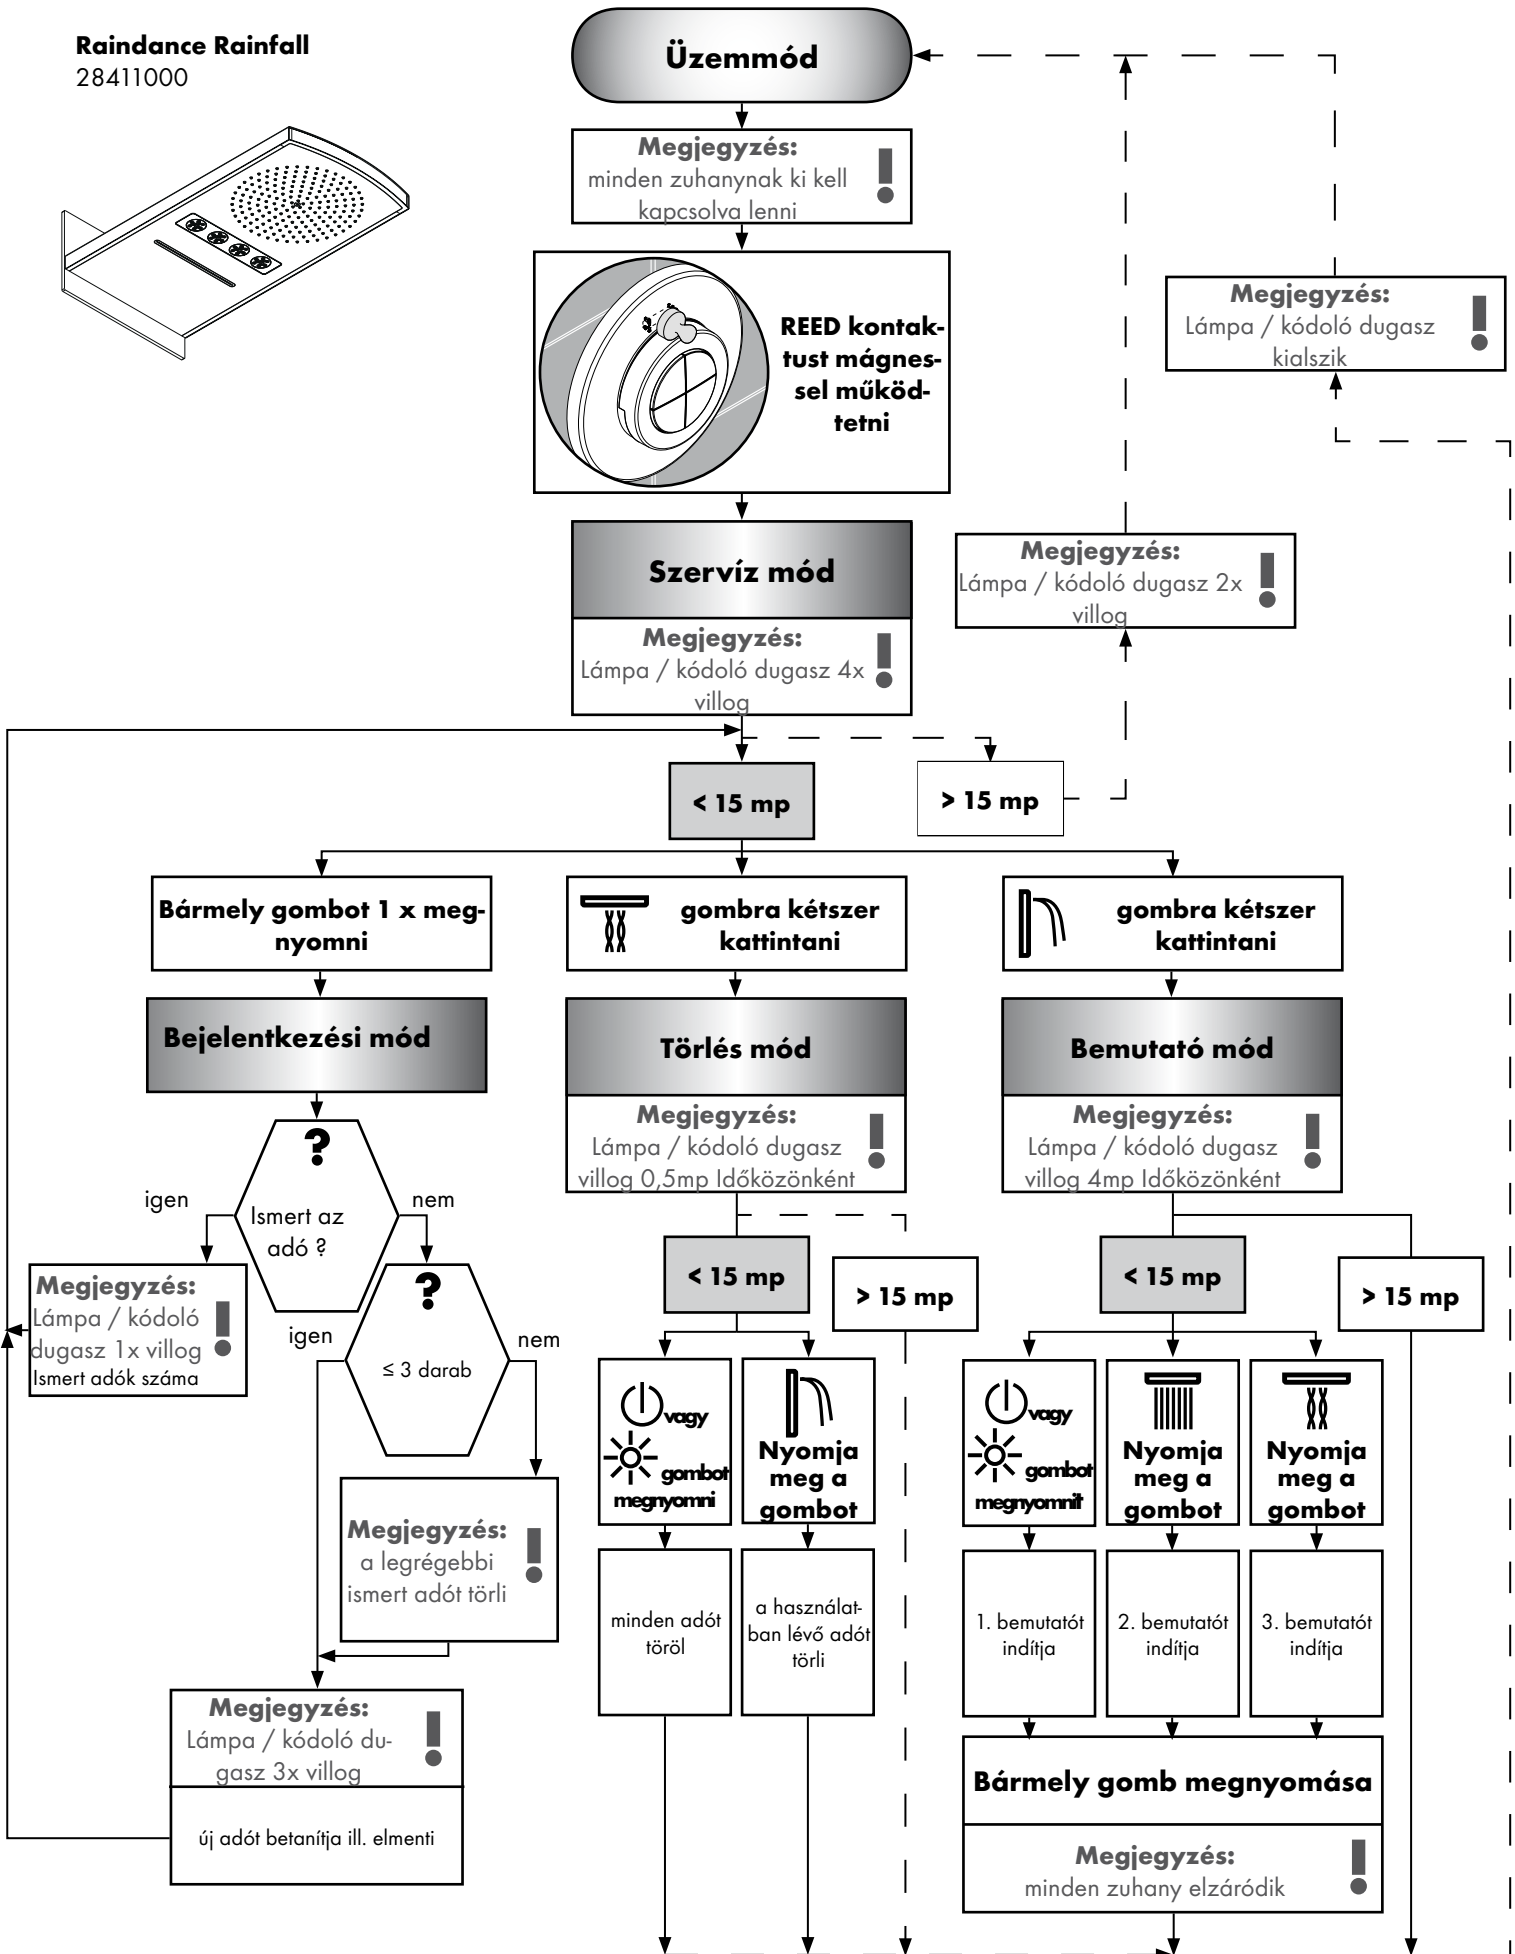 Raindance Rainfall
28411000
Üzemmód
Megjegyzés:
minden zuhanynak ki kell
kapcsolva lenni
REED kontak-
tust mágnes-
sel működ-
tetni
Megjegyzés:
Lámpa / kódoló dugasz
kialszik
Szervíz mód
Megjegyzés:
Lámpa / kódoló dugasz 4x
villog
Megjegyzés:
Lámpa / kódoló dugasz 2x
villog
< 15 mp
> 15 mp
Bármely gombot 1 x meg-
nyomni
gombra kétszer
kattintani
gombra kétszer
kattintani
Bejelentkezési mód
Törlés mód
Megjegyzés:
Lámpa / kódoló dugasz
villog 0,5mp Időközönként
Bemutató mód
Megjegyzés:
Lámpa / kódoló dugasz
villog 4mp Időközönként
?
igen
Ismert az
adó ?
nem
Megjegyzés:
Lámpa / kódoló
dugasz 1x villog
Ismert adók száma
?
igen
≤ 3 darab
nem
Megjegyzés:
a legrégebbi
ismert adót törli
Megjegyzés:
Lámpa / kódoló du-
gasz 3x villog
új adót betanítja ill. elmenti
< 15 mp
> 15 mp
vagy
gombot
megnyomni
Nyomja
meg a
gombot
minden adót
töröl
a használat-
ban lévő adót
törli
< 15 mp
> 15 mp
vagy
gombot
megnyomnit
Nyomja
meg a
gombot
Nyomja
meg a
gombot
1. bemutatót
indítja
2. bemutatót
indítja
3. bemutatót
indítja
Bármely gomb megnyomása
Megjegyzés:
minden zuhany elzáródik